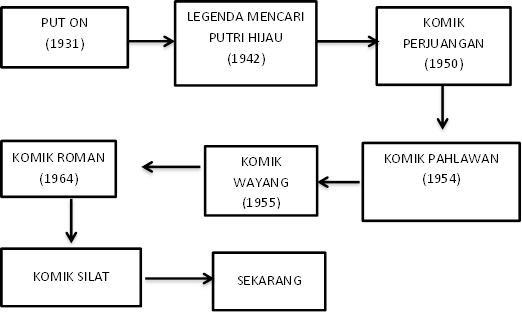 PUT ON
(1931)
LEGENDA MENCARI
PUTRI HIJAU
(1942)
KOMIK
PERJUANGAN
(1950)
KOMIK PAHLAWAN
(1954)
KOMIK
WAYANG
(1955)
KOMIK ROMAN
(1964)
KOMIK SILAT
SEKARANG